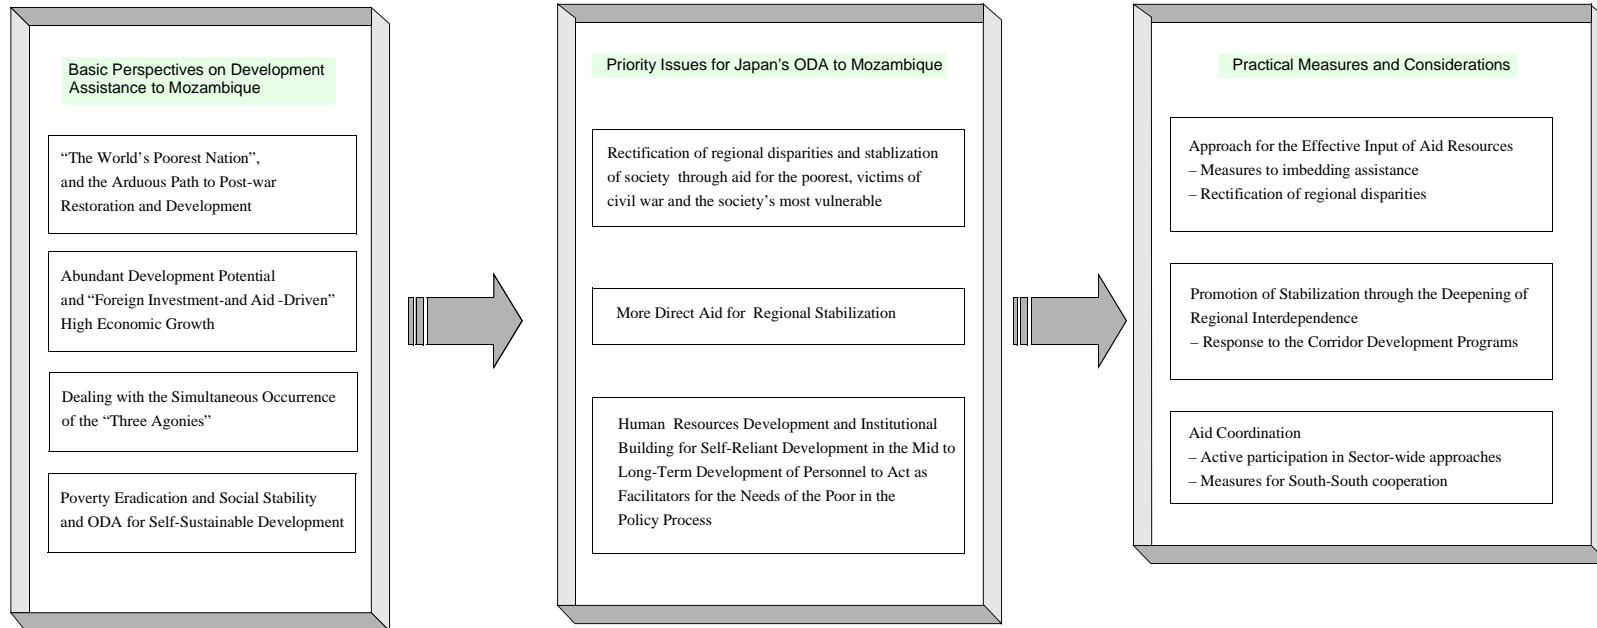 Basic Perspectives on Development
Assistance to Mozambique
“The World’s Poorest Nation”,
and the Arduous Path to Post-war
Restoration and Development
Abundant Development Potential
and “Foreign Investment-and Aid -Driven”
High Economic Growth
Dealing with the Simultaneous Occurrence
of the “Three Agonies”
Poverty Eradication and Social Stability
and ODA for Self-Sustainable Development
Priority Issues for Japan’s ODA to Mozambique
Rectification of regional disparities and stablization
of society through aid for the poorest, victims of
civil war and the society’s most vulnerable
More Direct Aid for Regional Stabilization
Human Resources Development and Institutional
Building for Self-Reliant Development in the Mid to
Long-Term Development of Personnel to Act as
Facilitators for the Needs of the Poor in the
Policy Process
Practical Measures and Considerations
Approach for the Effective Input of Aid Resources
– Measures to imbedding assistance
– Rectification of regional disparities
Promotion of Stabilization through the Deepening of
Regional Interdependence
– Response to the Corridor Development Programs
Aid Coordination
– Active participation in Sector-wide approaches
– Measures for South-South cooperation